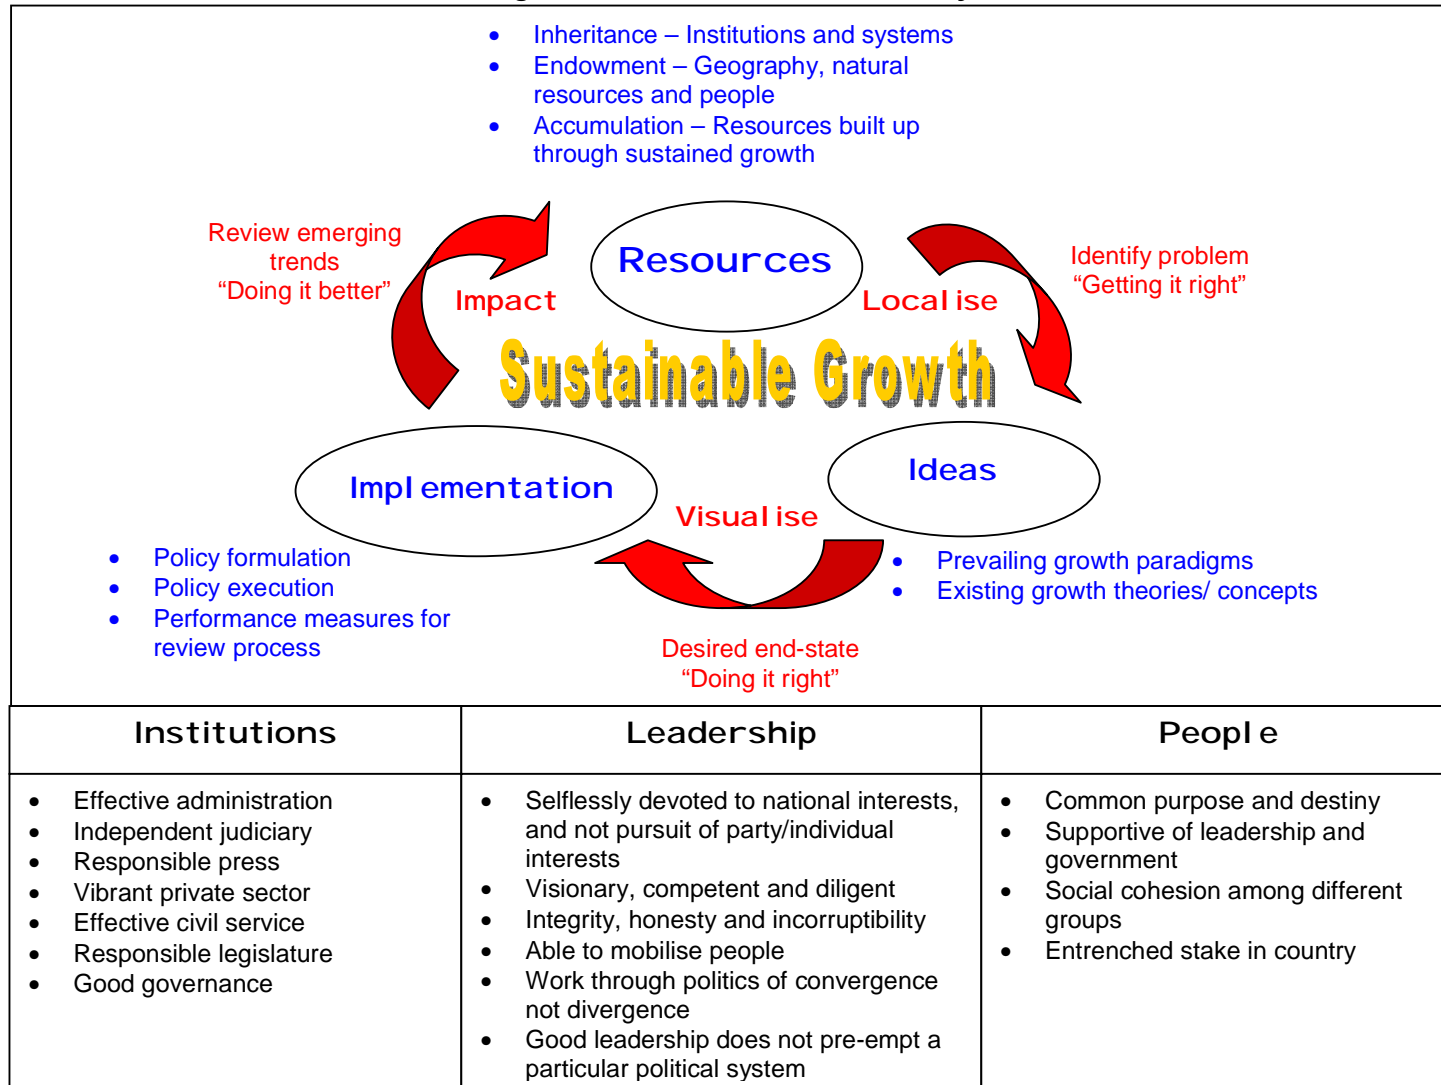 • Inheritance – Institutions and systems
• Endowment – Geography, natural
resources and people
• Accumulation – Resources built up
through sustained growth
Review emerging
trends
“Doing it better”
Impact
Resources
Localise
Identify problem
“Getting it right”
Sustainable Growth
Implementation
Ideas
Visualise
• Policy formulation
• Policy execution
• Performance measures for
review process
• Prevailing growth paradigms
• Existing growth theories/ concepts
Desired end-state
“Doing it right”
Institutions
• Effective administration
• Independent judiciary
• Responsible press
• Vibrant private sector
• Effective civil service
• Responsible legislature
• Good governance
Leadership
• Selflessly devoted to national interests,
and not pursuit of party/individual
interests
• Visionary, competent and diligent
• Integrity, honesty and incorruptibility
• Able to mobilise people
• Work through politics of convergence
not divergence
• Good leadership does not pre-empt a
particular political system
People
• Common purpose and destiny
• Supportive of leadership and
government
• Social cohesion among different
groups
• Entrenched stake in country